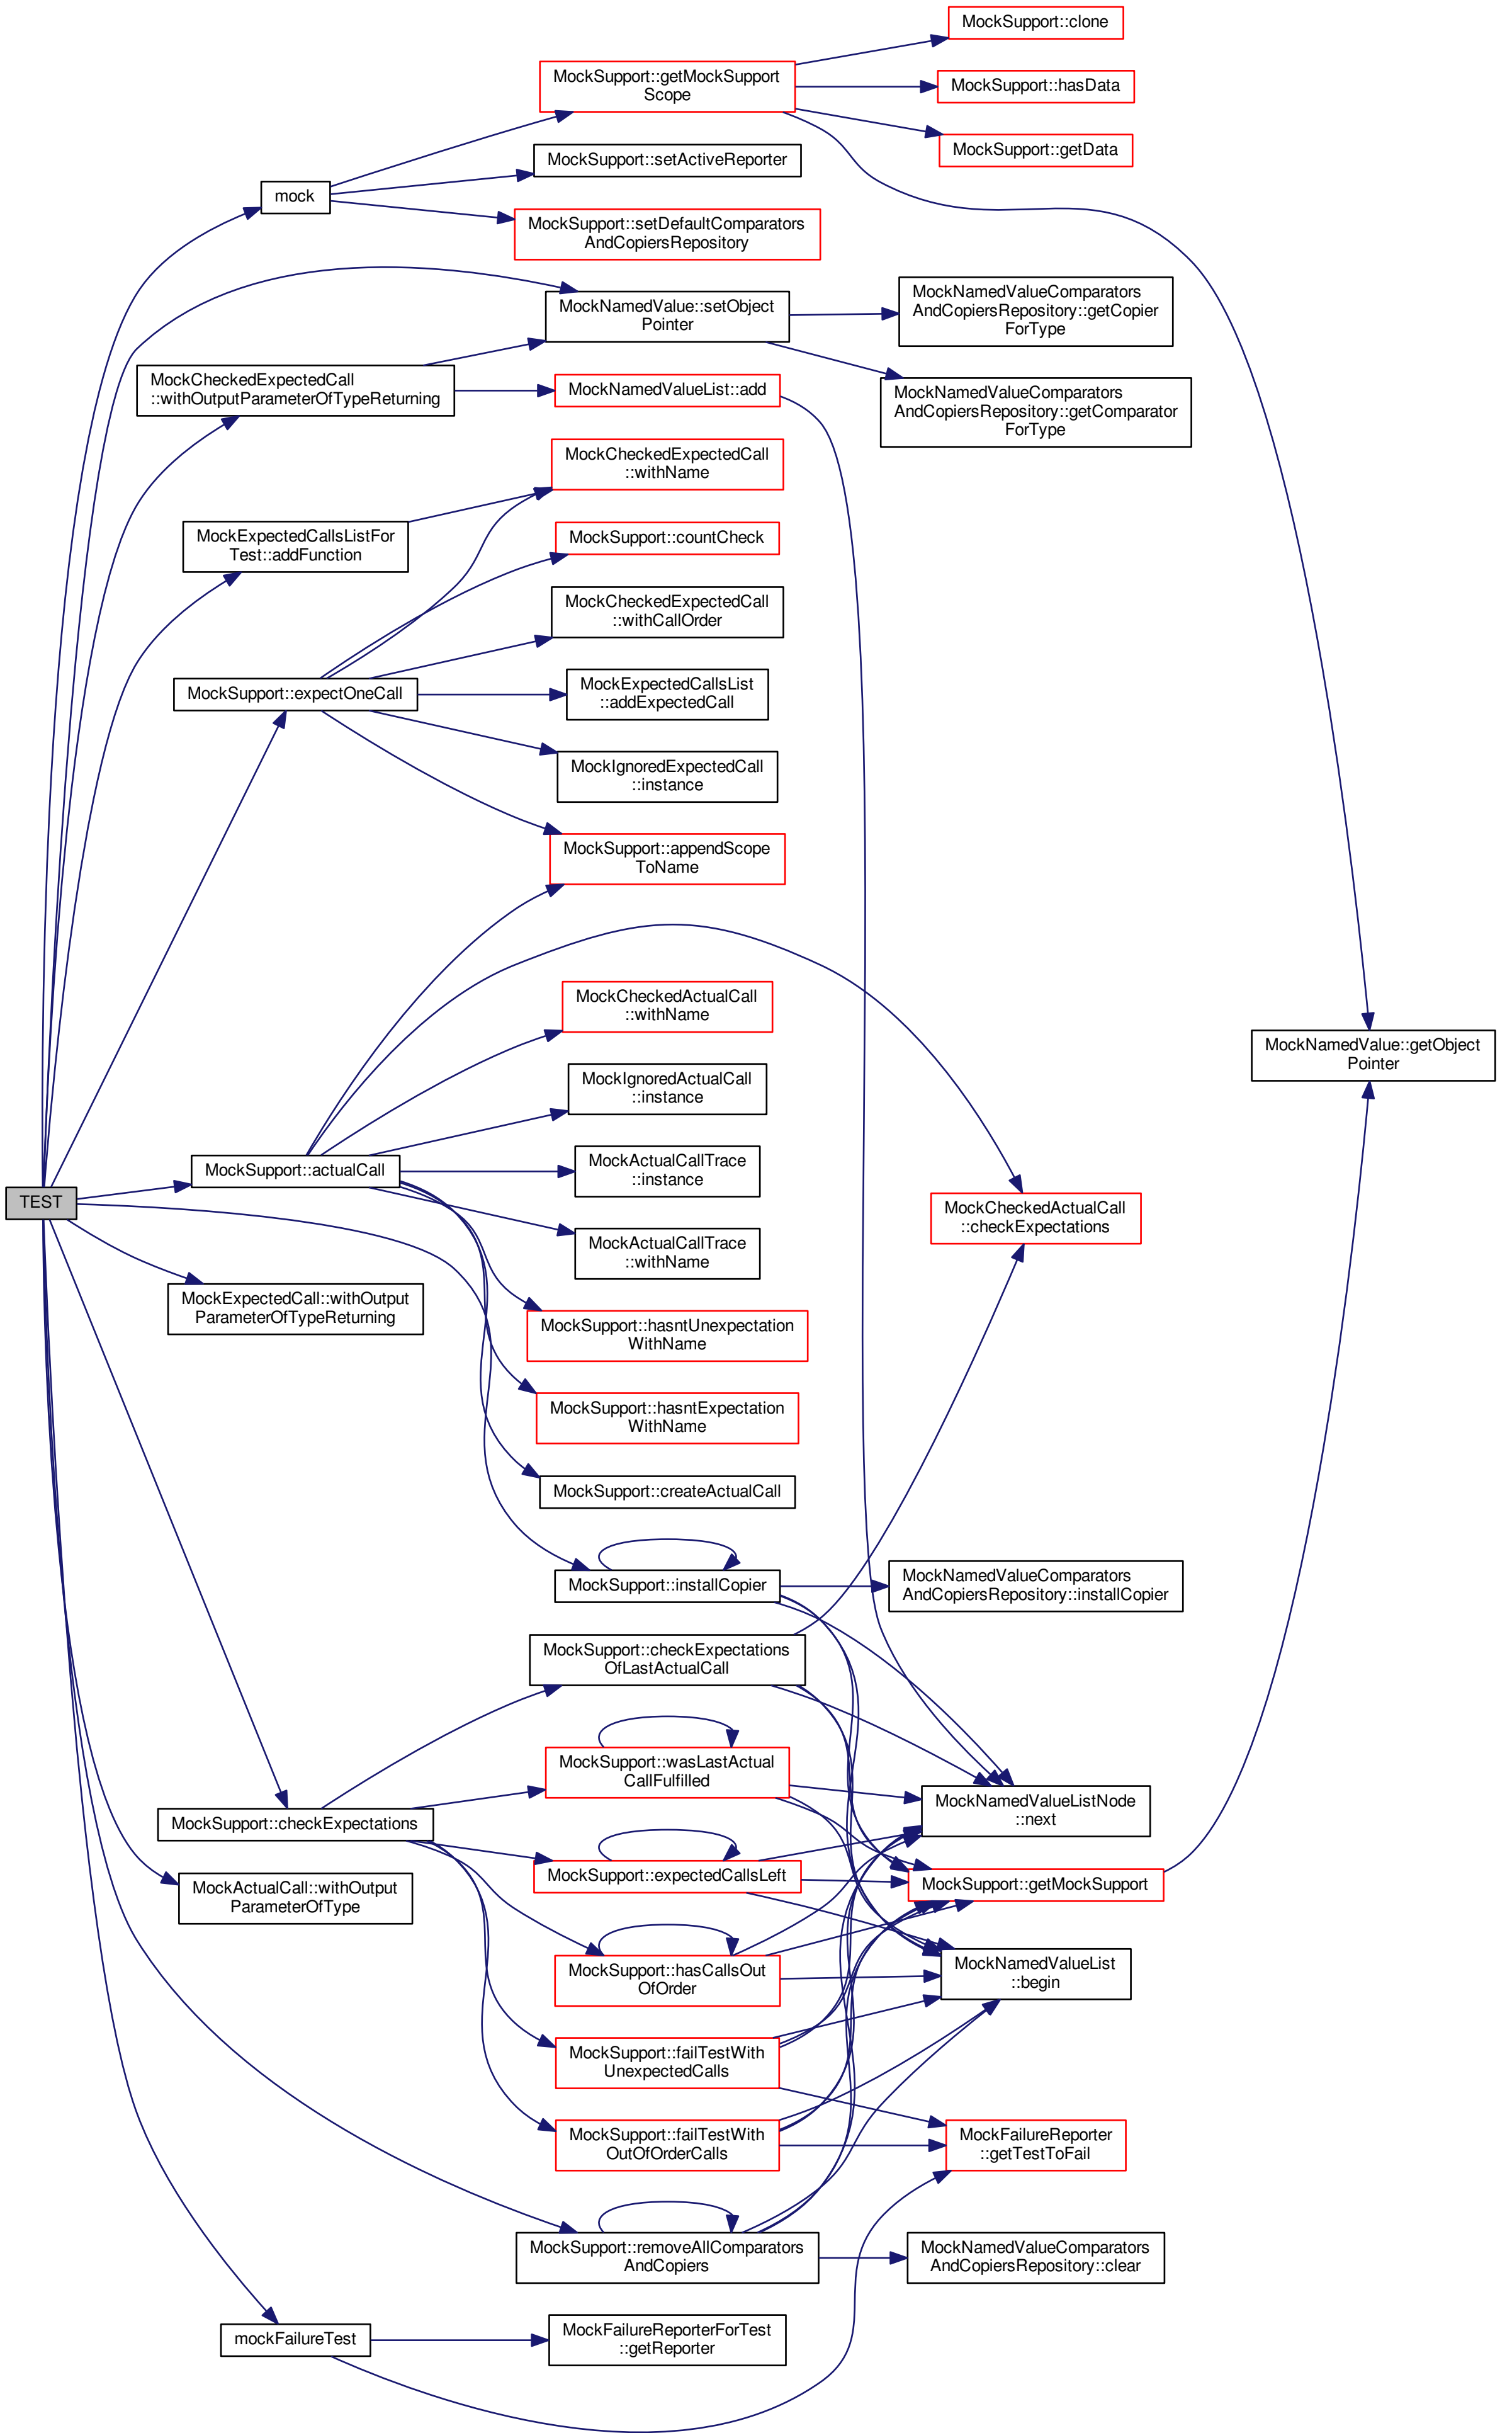 MockSupport::clone
MockSupport::getMockSupport
Scope
MockSupport::hasData
MockSupport::getData
MockSupport::setActiveReporter
mock
MockSupport::setDefaultComparators
AndCopiersRepository
MockNamedValue::setObject
Pointer
MockNamedValueComparators
AndCopiersRepository::getCopier
ForType
MockCheckedExpectedCall
::withOutputParameterOfTypeReturning
MockNamedValueList::add
MockNamedValueComparators
AndCopiersRepository::getComparator
ForType
MockCheckedExpectedCall
::withName
MockExpectedCallsListFor
Test::addFunction
MockSupport::countCheck
MockCheckedExpectedCall
::withCallOrder
MockSupport::expectOneCall
MockExpectedCallsList
::addExpectedCall
MockIgnoredExpectedCall
::instance
MockSupport::appendScope
ToName
MockCheckedActualCall
::withName
MockNamedValue::getObject
Pointer
MockIgnoredActualCall
::instance
MockSupport::actualCall
MockActualCallTrace
::instance
TEST
MockCheckedActualCall
::checkExpectations
MockActualCallTrace
::withName
MockExpectedCall::withOutput
ParameterOfTypeReturning
MockSupport::hasntUnexpectation
WithName
MockSupport::hasntExpectation
WithName
MockSupport::createActualCall
MockSupport::installCopier
MockNamedValueComparators
AndCopiersRepository::installCopier
MockSupport::checkExpectations
OfLastActualCall
MockSupport::wasLastActual
CallFulfilled
MockNamedValueListNode
::next
MockSupport::checkExpectations
MockSupport::expectedCallsLeft
MockSupport::getMockSupport
MockActualCall::withOutput
ParameterOfType
MockSupport::hasCallsOut
OfOrder
MockNamedValueList
::begin
MockSupport::failTestWith
UnexpectedCalls
MockSupport::failTestWith
OutOfOrderCalls
MockFailureReporter
::getTestToFail
MockSupport::removeAllComparators
AndCopiers
MockNamedValueComparators
AndCopiersRepository::clear
mockFailureTest
MockFailureReporterForTest
::getReporter